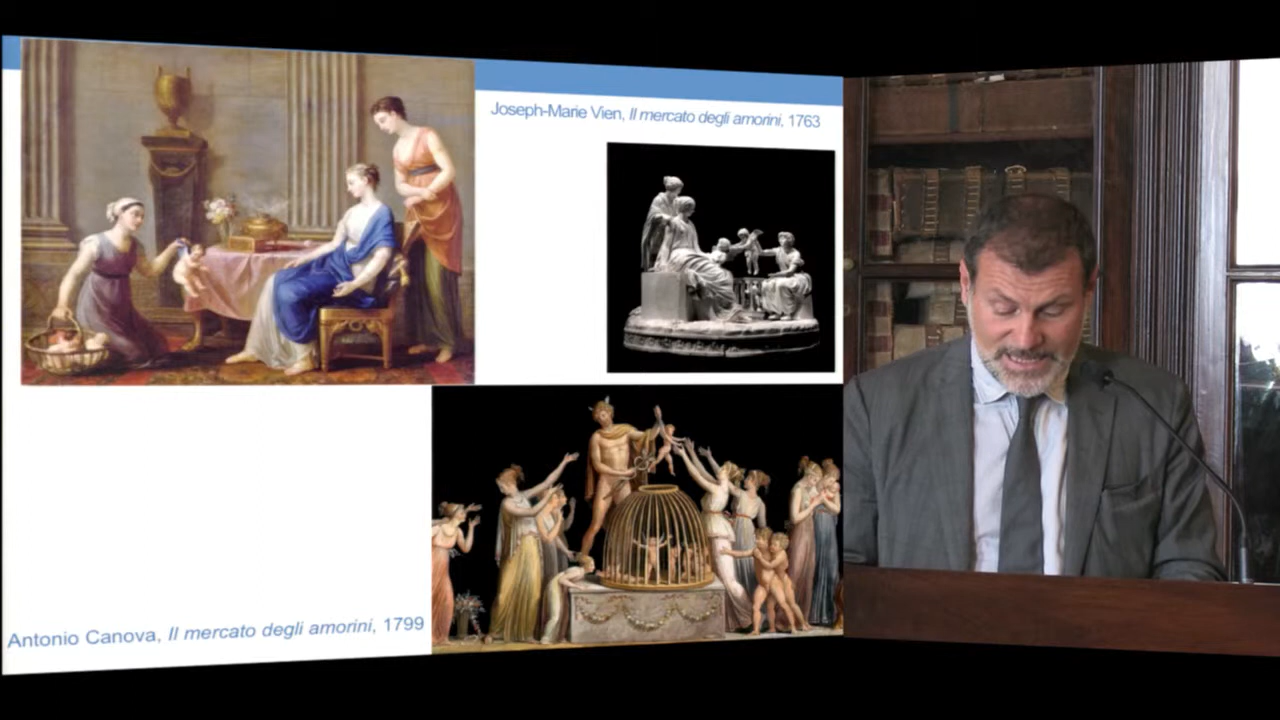 Joseph-Marie Vien, Il mercato degli amorini, 1763
Antonio Canova, Il mercato degli amorini, 1799